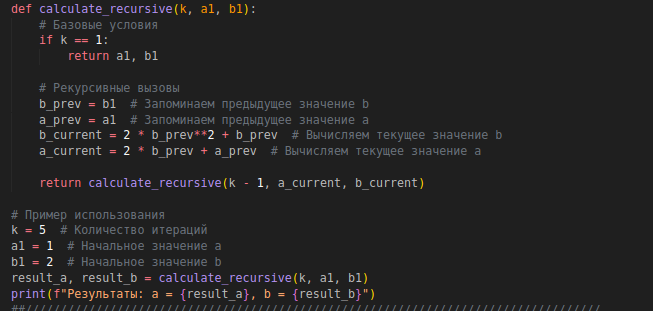 def calculate_recursive(k, a1, b1):
    # Базовые условия
    if k == 1:
        return a1, b1
    # Рекурсивные вызовы
    b_prev = b1  # Запоминаем предыдущее значение b
    a_prev = a1  # Запоминаем предыдущее значение a
    b_current = 2 * b_prev**2 + b_prev  # Вычисляем текущее значение b
    a_current = 2 * b_prev + a_prev  # Вычисляем текущее значение a
    return calculate_recursive(k - 1, a_current, b_current)
# Пример использования
k = 5  # Количество итераций
a1 = 1  # Начальное значение a
b1 = 2  # Начальное значение b
result_a, result_b = calculate_recursive(k, a1, b1)
print(f"Результаты: a = {result_a}, b = {result_b}")